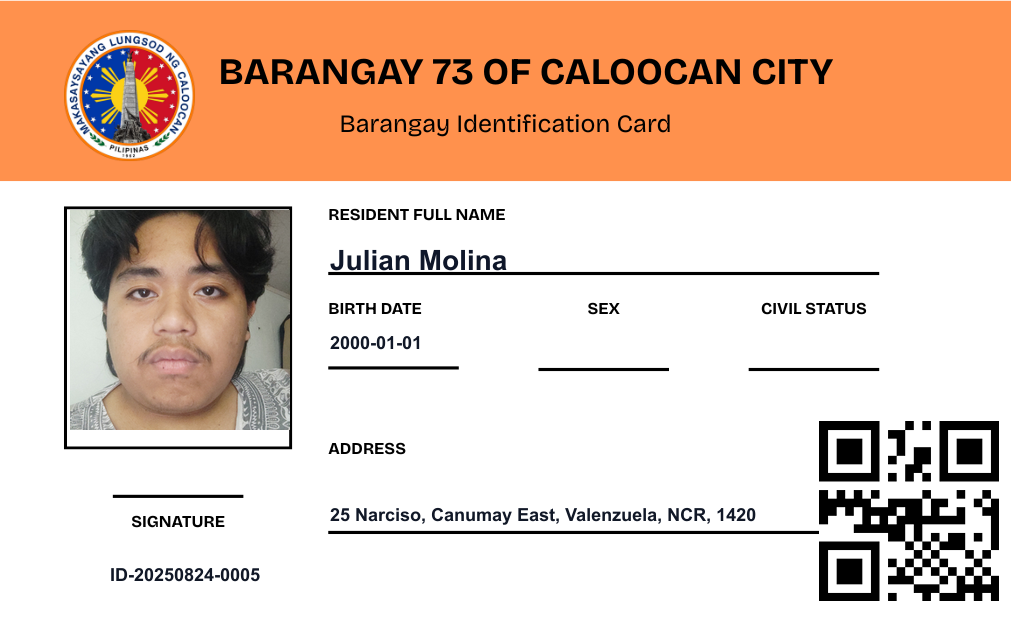 MAKASAYSAYANG LUNGSOD NG CALOOCAN
PILIPINAS
1962
BARANGAY 73 OF CALOOCAN CITY
Barangay Identification Card
RESIDENT FULL NAME
Julian Molina
BIRTH DATE
SEX
CIVIL STATUS
2000-01-01
ADDRESS
25 Narciso, Canumay East, Valenzuela, NCR, 1420
SIGNATURE
ID-20250824-0005